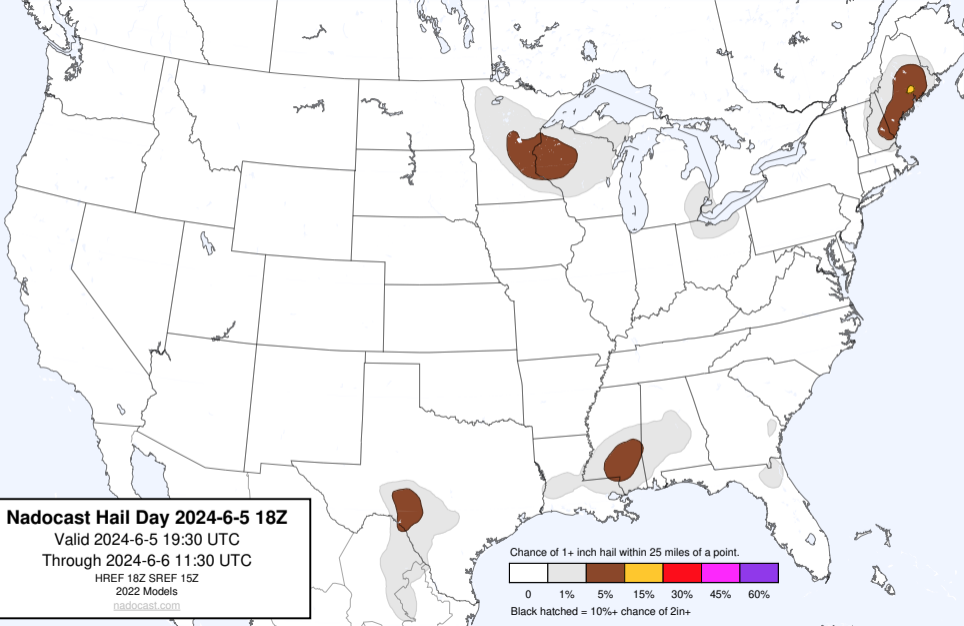 Nadocast Hail Day 2024-6-5 18Z
Valid 2024-6-5 19:30 UTC
Through 2024-6-6 11:30 UTC
HREF 18Z SREF 15Z
2022 Models
nadocast.com
Chance of 1+ inch hail within 25 miles of a point.
0 1% 5% 15% 30% 45% 60%
Black hatched = 10%+ chance of 2in+